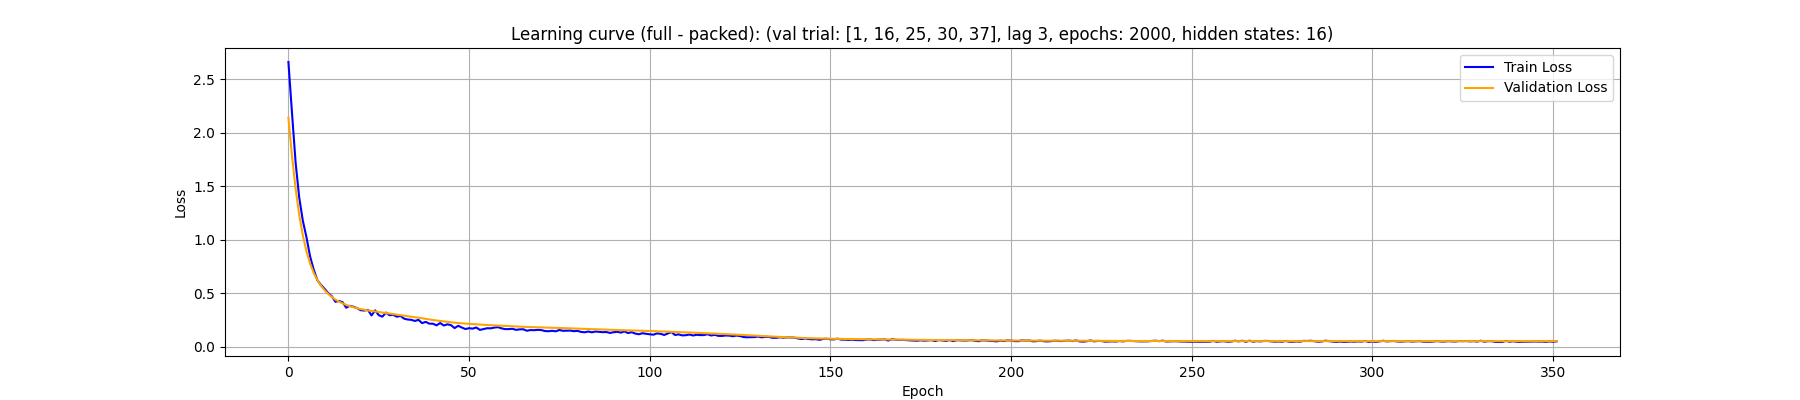 Learning curve (full - packed): (val trial: [1, 16, 25, 30, 37], lag 3, epochs: 2000, hidden states: 16)
Train Loss
Validation Loss
2.5
2.0
1.5
1.0
0.5
0.0
Loss
0 50 100 150 200 250 300 350
Epoch